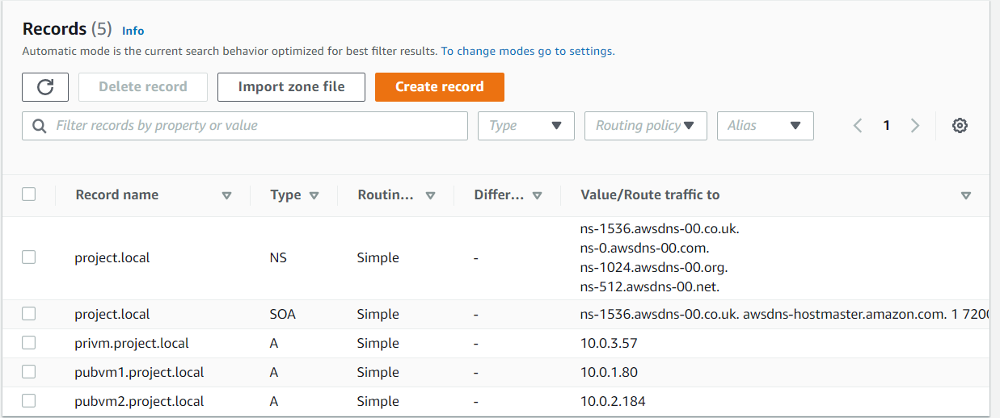 Records (5) Info
Automatic mode is the current search behavior optimized for best filter results. To change modes go to settings.
Delete record Import zone file Create record
Filter records by property or value Type Routing policy Alias 1
Record name Type Routin... Differ... Value/Route traffic to
ns-1536.awsdns-00.co.uk.
ns-0.awsdns-00.com.
project.local NS Simple -
ns-1024.awsdns-00.org.
ns-512.awsdns-00.net.
project.local SOA Simple - ns-1536.awsdns-00.co.uk. awsdns-hostmaster.amazon.com. 1 7200
privm.project.local A Simple - 10.0.3.57
pubvm1.project.local A Simple - 10.0.1.80
pubvm2.project.local A Simple - 10.0.2.184